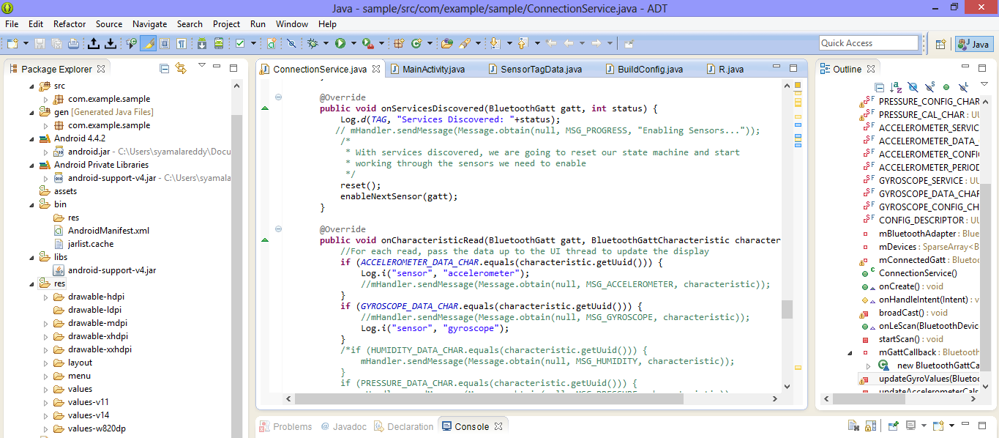 Java - sample/src/com/example/sample/ConnectionService.java - ADT
File Edit Refactor Source Navigate Search Project Run Window Help
Quick Access
Java
Package Explorer
src
com.example.sample
gen [Generated Java Files]
com.example.sample
Android 4.4.2
android.jar - C:\Users\syamalareddy\Docu
Android Private Libraries
android-support-v4.jar - C:\Users\syamala
assets
bin
res
AndroidManifest.xml
jarlist.cache
libs
android-support-v4.jar
res
drawable-hdpi
drawable-ldpi
drawable-mdpi
drawable-xhdpi
drawable-xxhdpi
layout
menu
values
values-v11
values-v14
values-w820dp
ConnectionService.java MainActivity.java SensorTagData.java BuildConfig.java R.java
@Override
public void onServicesDiscovered(BluetoothGatt gatt, int status) {
Log.d(TAG, "Services Discovered: "+status);
// mHandler.sendMessage(Message.obtain(null, MSG_PROGRESS, "Enabling Sensors..."));
/*
* With services discovered, we are going to reset our state machine and start
* working through the sensors we need to enable
*/
reset();
enableNextSensor(gatt);
}
@Override
public void onCharacteristicRead(BluetoothGatt gatt, BluetoothGattCharacteristic character
//For each read, pass the data up to the UI thread to update the display
if (ACCELEROMETER_DATA_CHAR.equals(characteristic.getUuid())) {
Log.i("sensor", "accelerometer");
//mHandler.sendMessage(Message.obtain(null, MSG_ACCELEROMETER, characteristic));
}
if (GYROSCOPE_DATA_CHAR.equals(characteristic.getUuid())) {
//mHandler.sendMessage(Message.obtain(null, MSG_GYROSCOPE, characteristic));
Log.i("sensor", "gyroscope");
}
/*if (HUMIDITY_DATA_CHAR.equals(characteristic.getUuid())) {
mHandler.sendMessage(Message.obtain(null, MSG_HUMIDITY, characteristic));
}
if (PRESSURE_DATA_CHAR.equals(characteristic.getUuid())) {
Problems @ Javadoc Declaration Console
Outline
PRESSURE_CONFIG_CHAR
PRESSURE_CAL_CHAR : UU
ACCELEROMETER_SERVIC
ACCELEROMETER_DATA_
ACCELEROMETER_CONFI
ACCELEROMETER_PERIOD
GYROSCOPE_SERVICE : UU
GYROSCOPE_DATA_CHAR
GYROSCOPE_CONFIG_CH
CONFIG_DESCRIPTOR : UU
mBluetoothAdapter : Blue
mDevices : SparseArray<B
mConnectedGatt : Bluetoo
ConnectionService()
onCreate() : void
onHandleIntent(Intent) : v
broadCast() : void
onLeScan(BluetoothDevic
startScan() : void
mGattCallback : Bluetooth
new BluetoothGattCa
updateGyroValues(Bluetoo
updateAccelerometerCals